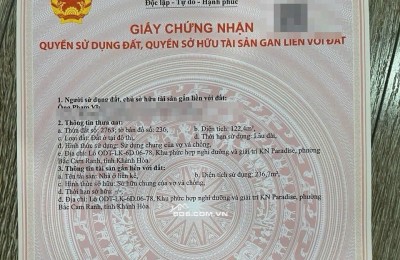 Độc lập - Tự do - Hạnh phúc
GIẤY CHỨNG NHẬN
QUYỀN SỬ DỤNG ĐẤT, QUYỀN SỞ HỮU TÀI SẢN GẮN LIỀN VỚI ĐẤT
1. Người sử dụng đất, chủ sở hữu tài sản gắn liền với đất:
Ông Phạm
2. Thông tin thửa đất:
a. Thửa đất số: 2763; tờ bản đồ số: 236, b. Diện tích: 122,4m²,
c. Loại đất: Đất ở tại đô thị, d. Thời hạn sử dụng: Lâu dài,
đ. Hình thức sử dụng: Sử dụng chung của vợ và chồng,
e. Địa chỉ: Lô ODT-LK-6D.06-78, Khu phức hợp nghỉ dưỡng và giải trí KN Paradise, phường
Bắc Cam Ranh, tỉnh Khánh Hòa.
3. Thông tin tài sản gắn liền với đất:
a. Tên tài sản: Nhà ở liền kề, b. Diện tích sử dụng: 236,7m²,
c. Hình thức sở hữu: Sở hữu chung của vợ và chồng,
d. Thời hạn sở hữu:
đ. Địa chỉ: Lô ODT-LK-6D.06-78, Khu phức hợp nghỉ dưỡng và giải trí KN Paradise, phường
Bắc Cam Ranh, tỉnh Khánh Hòa.